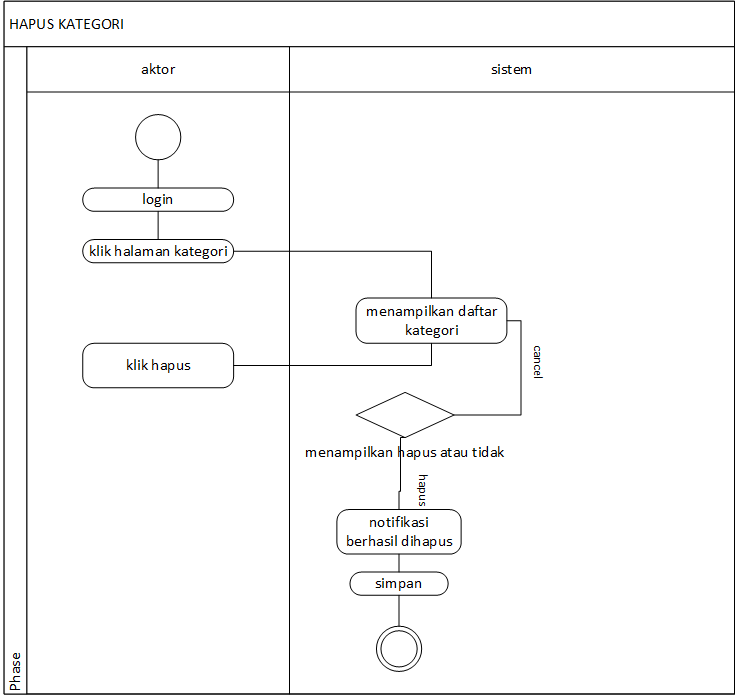 HAPUS KATEGORI
aktor
sistem
login
klik halaman kategori
menampilkan daftar
kategori
cancel
klik hapus
menampilkan hapus atau tidak
hapus
notifikasi
berhasil dihapus
simpan
Phase